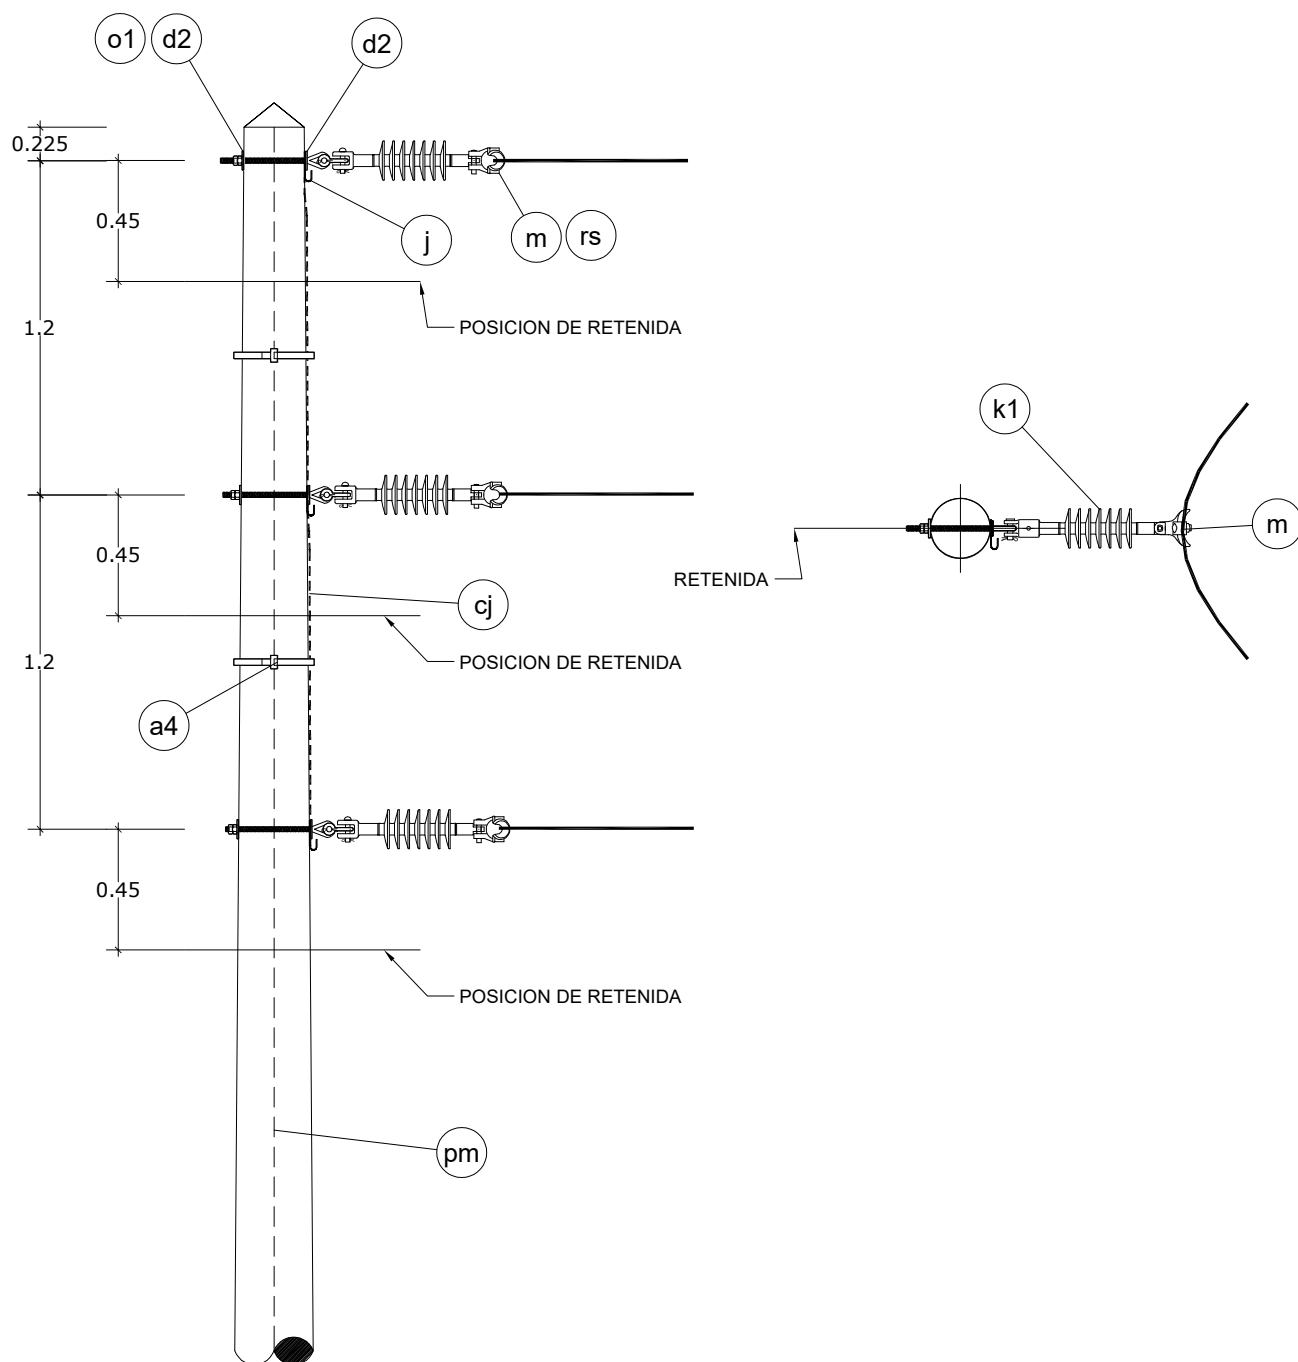 o1 d2 d2
0.225
0.45
j m rs
1.2
POSICION DE RETENIDA
k1
0.45
m
RETENIDA
cj
1.2
POSICION DE RETENIDA
a4
0.45
POSICION DE RETENIDA
pm